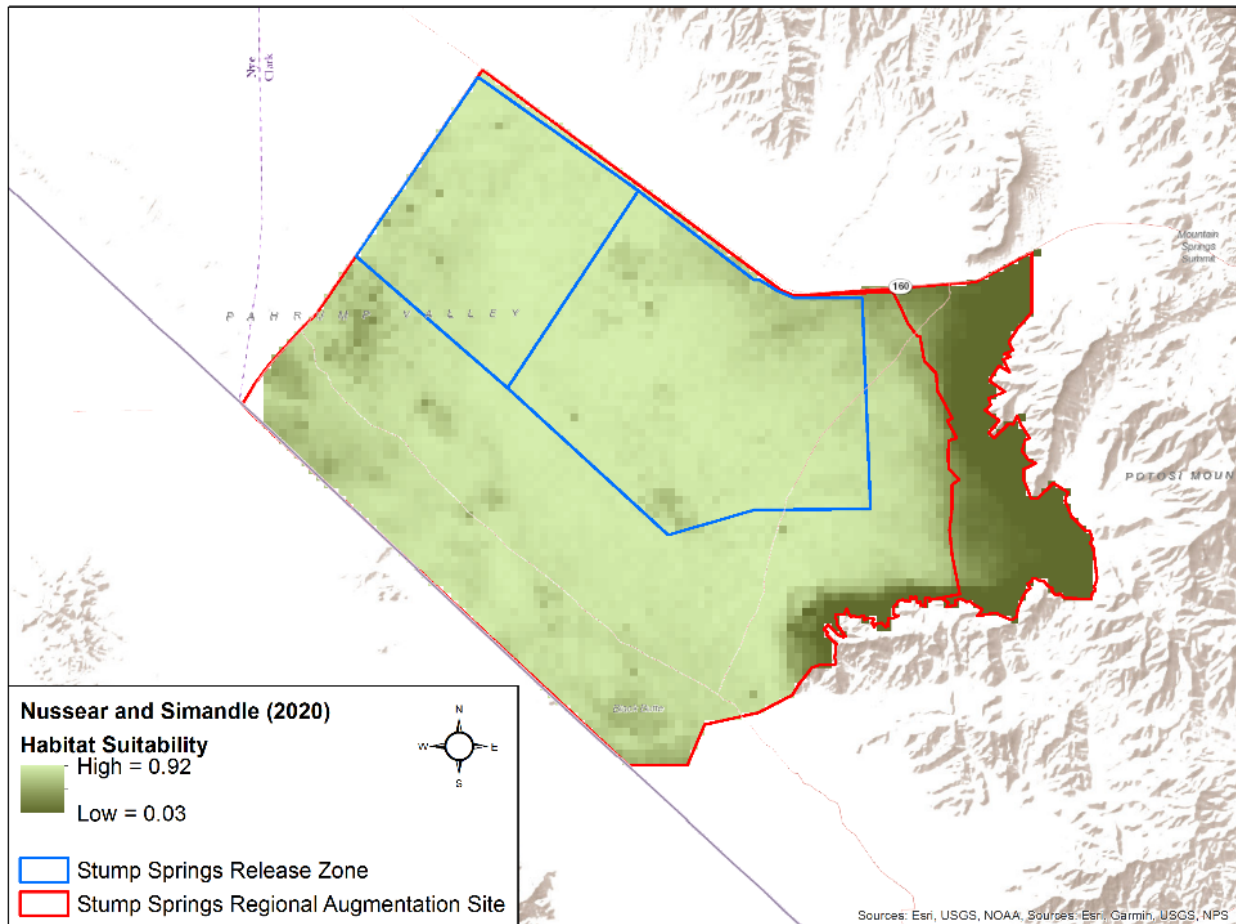 Nye
Clark
Mountain
Springs
Summit
160
PAHRUMP VALLEY
POTOSI MOUN
Nussear and Simandle (2020)
Habitat Suitability
High = 0.92
Low = 0.03
N
W E
S
Stump Springs Release Zone
Stump Springs Regional Augmentation Site
Sources: Esri, USGS, NOAA, Sources: Esri, Garmin, USGS, NPS